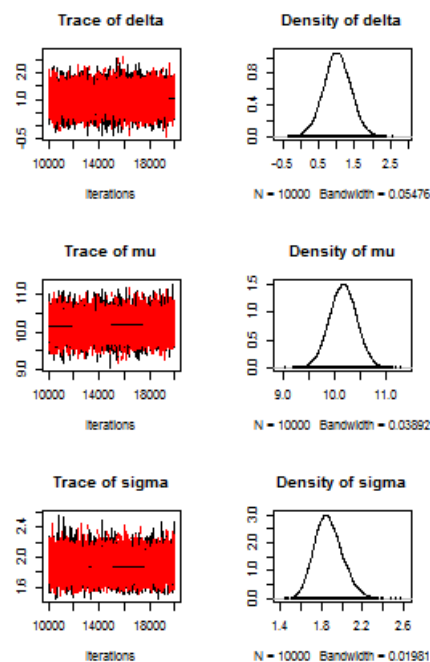 Trace of delta
2.0
1.0
-0.5
10000 14000 18000
Iterations
Density of delta
0.8
0.4
0.0
-0.5 0.5 1.5 2.5
N = 10000 Bandwidth = 0.05476
Trace of mu
11.0
10.0
9.0
10000 14000 18000
Iterations
Density of mu
1.5
1.0
0.5
0.0
9.0 10.0 11.0
N = 10000 Bandwidth = 0.03892
Trace of sigma
2.4
2.0
1.6
10000 14000 18000
Iterations
Density of sigma
3.0
2.0
1.0
0.0
1.4 1.8 2.2 2.6
N = 10000 Bandwidth = 0.01981